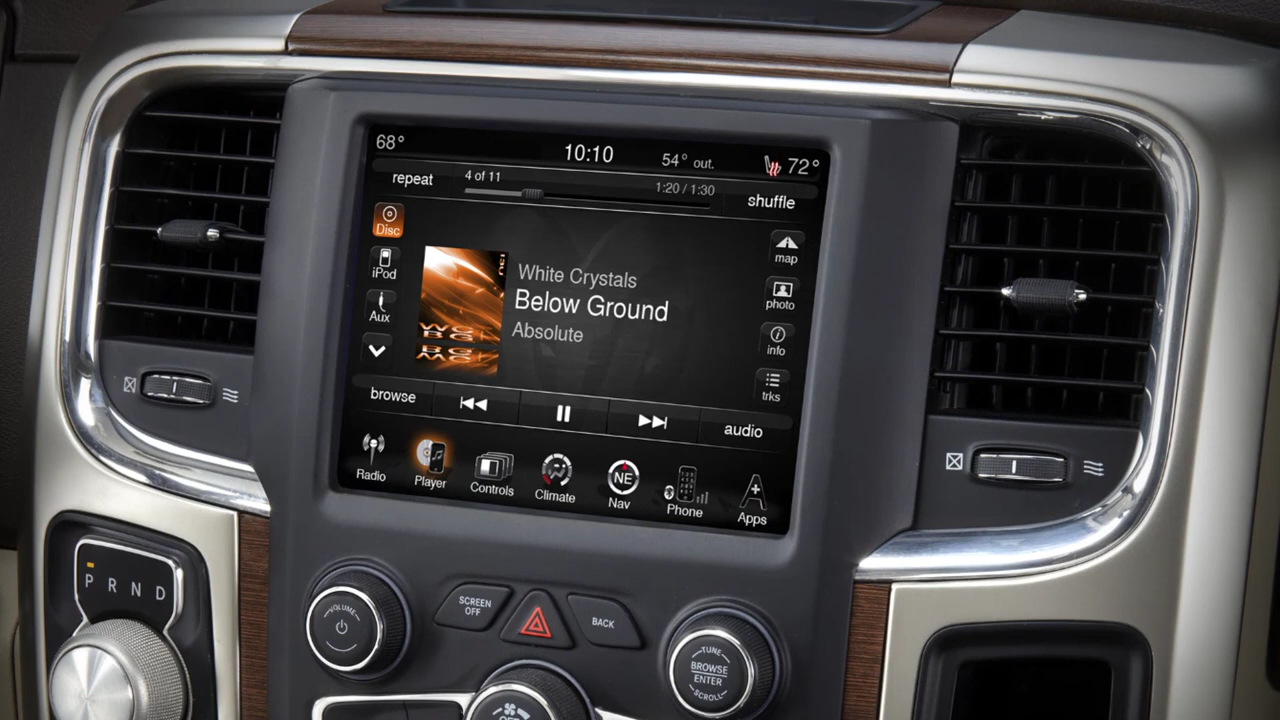 68°
10:10
54° out.
72°
repeat
4 of 11
1:20 / 1:30
shuffle
Disc
iPod
Aux
White Crystals
Below Ground
Absolute
WC
BG
map
photo
info
trks
browse
audio
Radio
Player
Controls
Climate
NE
Nav
Phone
Apps
P R N D
VOLUME
SCREEN
OFF
BACK
TUNE
BROWSE
ENTER
SCROLL